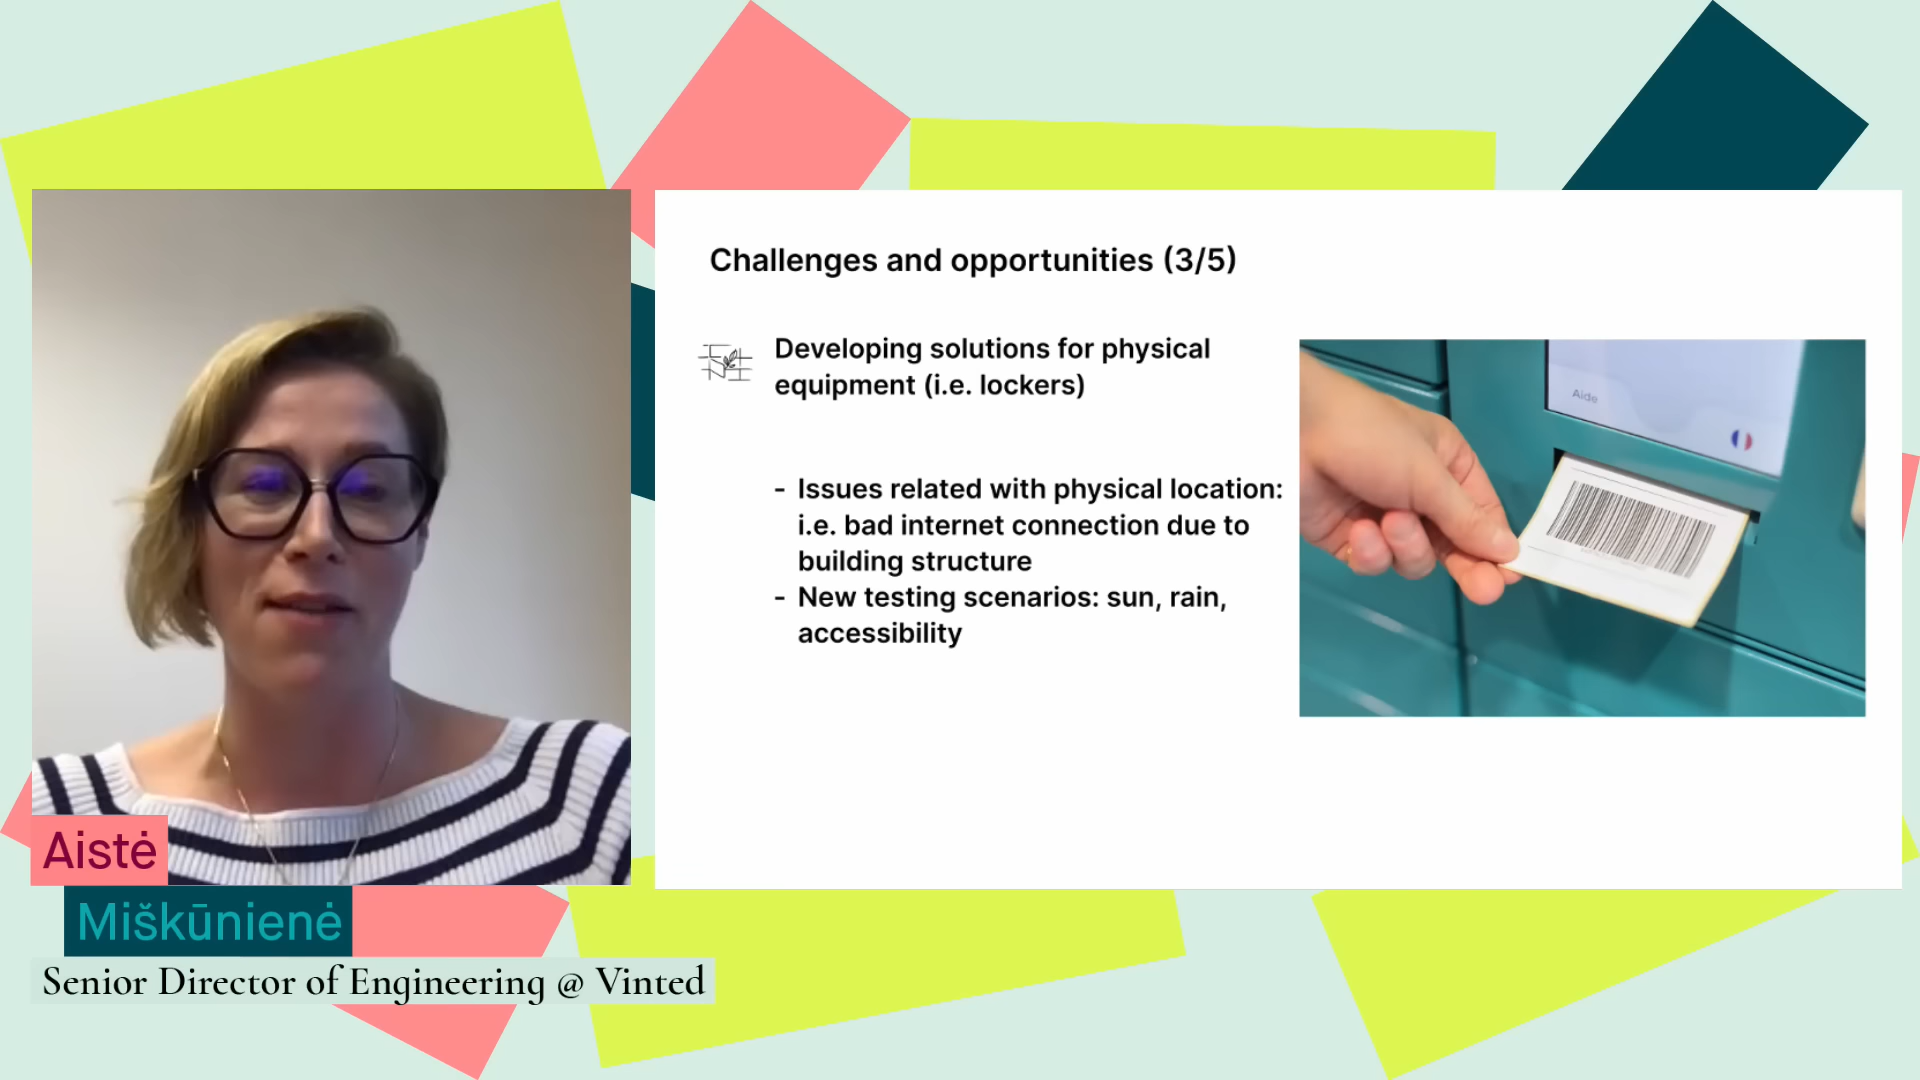 Challenges and opportunities (3/5)
Developing solutions for physical
equipment (i.e. lockers)
- Issues related with physical location:
i.e. bad internet connection due to
building structure
- New testing scenarios: sun, rain,
accessibility
Aide
Aistė
Miškūnienė
Senior Director of Engineering @ Vinted